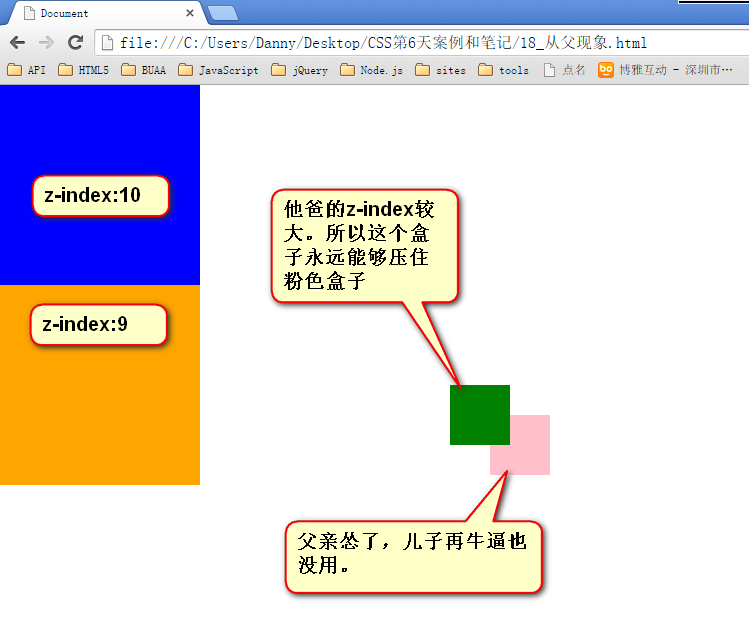 Document
file:///C:/Users/Danny/Desktop/CSS第6天案例和笔记/18_从父现象.html
API HTML5 BUAA JavaScript jQuery Node.js sites tools 点名 博雅互动 - 深圳市…
z-index:10
他爸的z-index较
大。所以这个盒
子永远能够压住
粉色盒子
z-index:9
父亲怂了，儿子再牛逼也
没用。